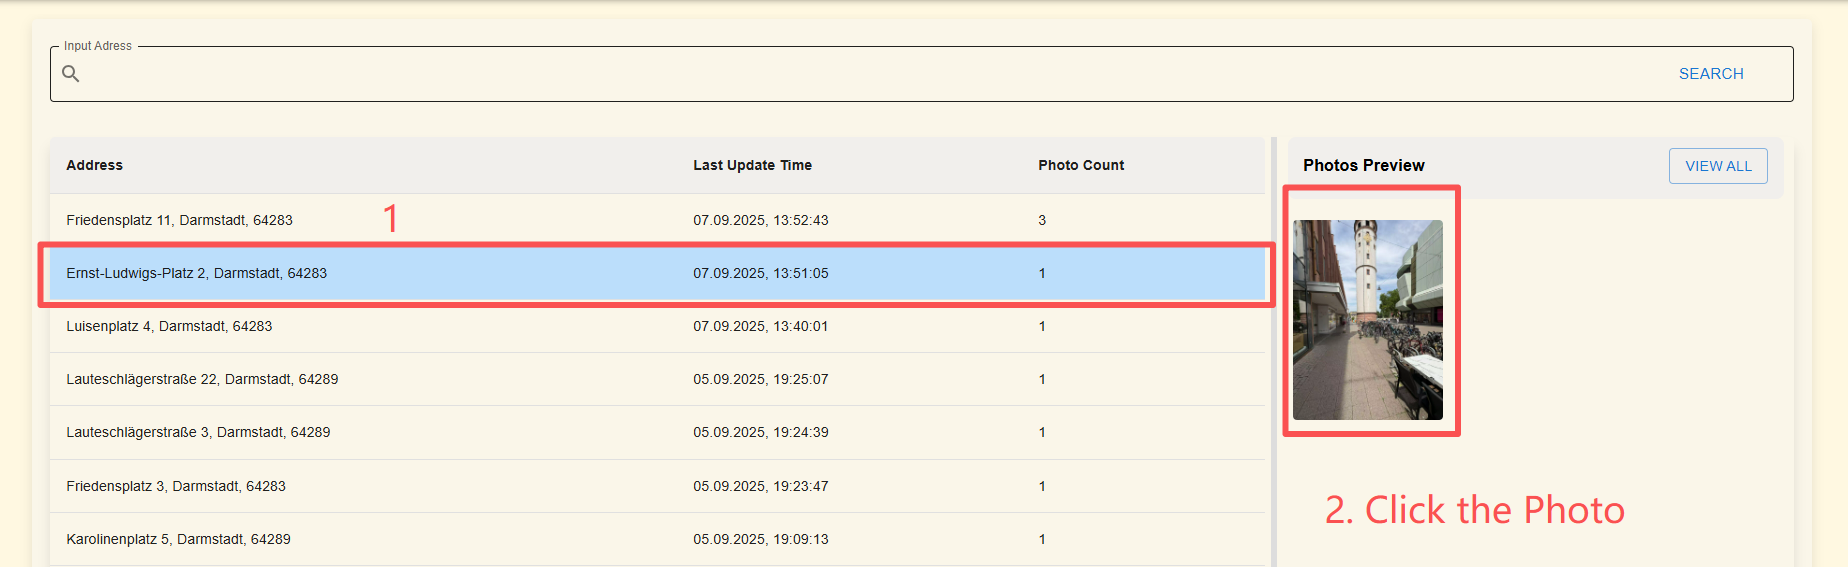 Input Adress
SEARCH
Address Last Update Time Photo Count
Photos Preview VIEW ALL
Friedensplatz 11, Darmstadt, 64283 07.09.2025, 13:52:43 3
1
Ernst-Ludwigs-Platz 2, Darmstadt, 64283 07.09.2025, 13:51:05 1
Luisenplatz 4, Darmstadt, 64283 07.09.2025, 13:40:01 1
Lauteschlägerstraße 22, Darmstadt, 64289 05.09.2025, 19:25:07 1
Lauteschlägerstraße 3, Darmstadt, 64289 05.09.2025, 19:24:39 1
Friedensplatz 3, Darmstadt, 64283 05.09.2025, 19:23:47 1
Karolinenplatz 5, Darmstadt, 64289 05.09.2025, 19:09:13 1
2. Click the Photo